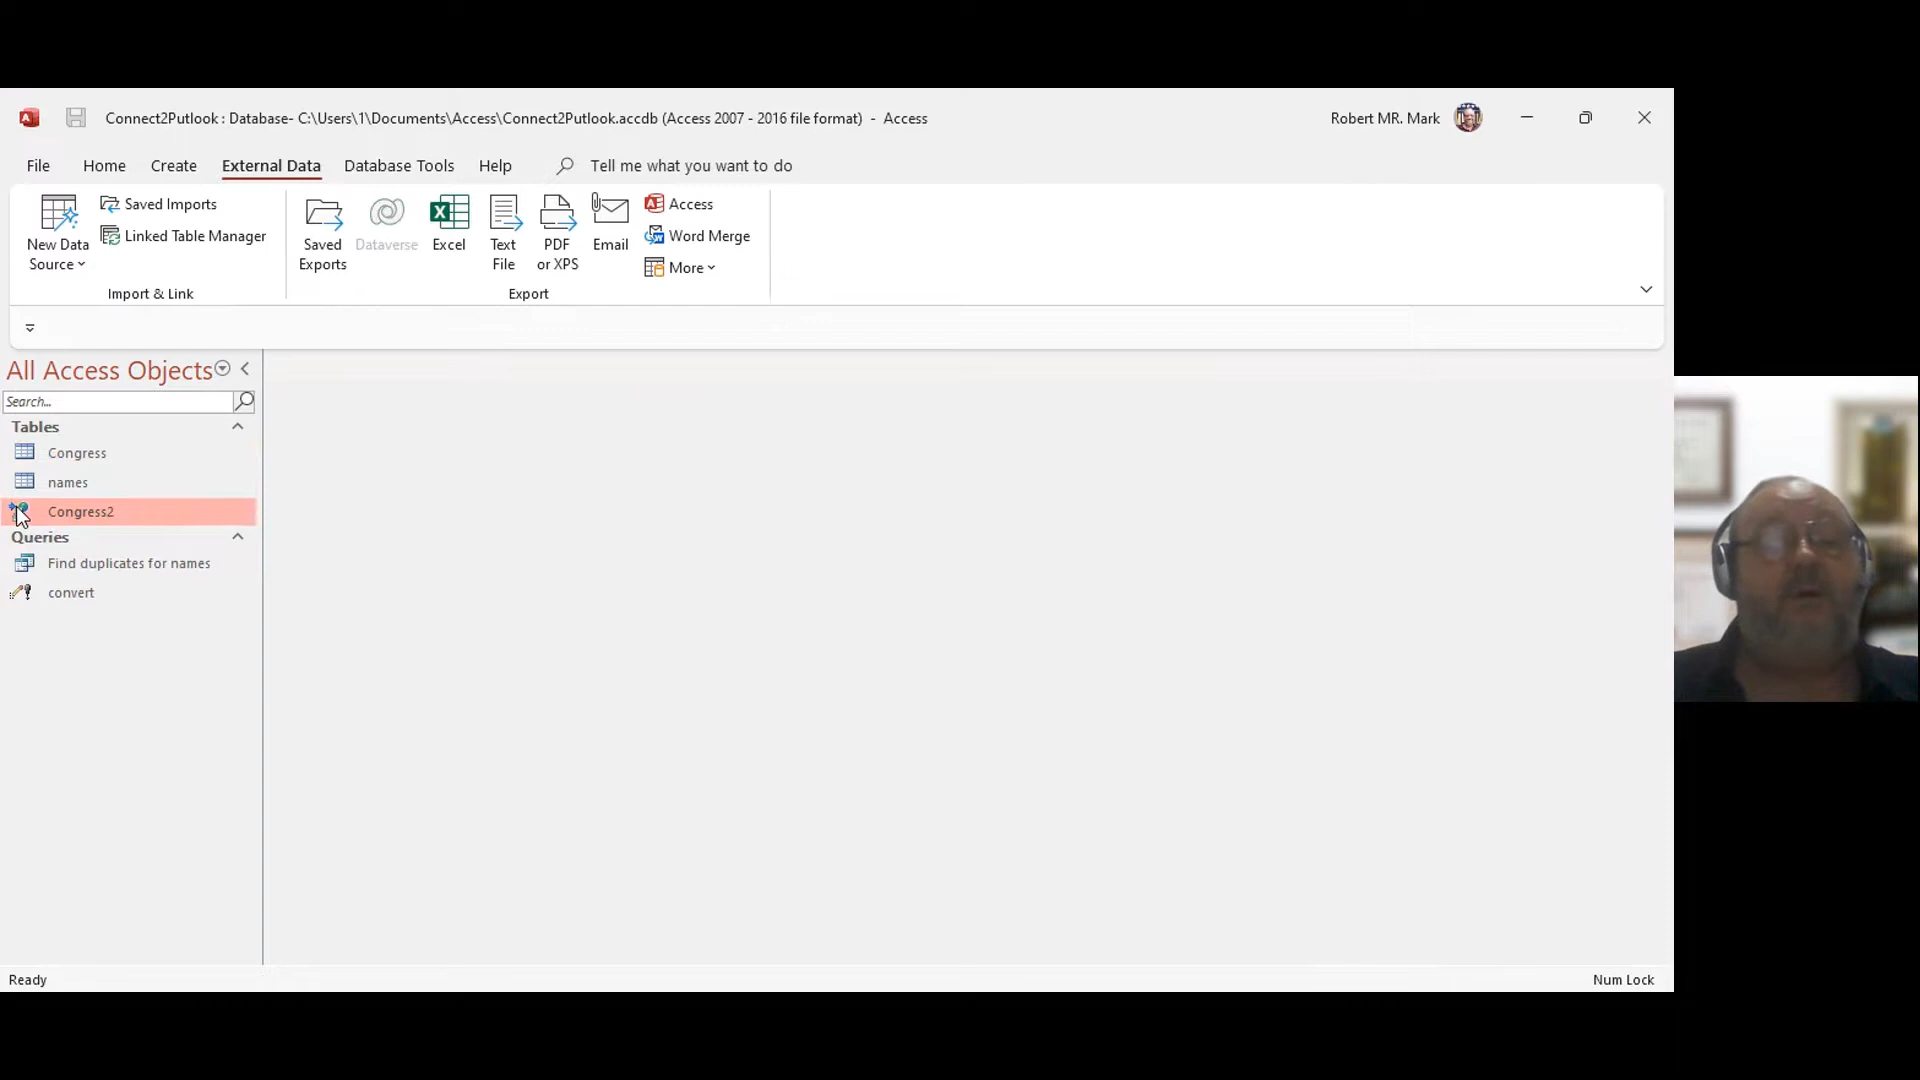 Connect2Putlook : Database- C:\Users\1\Documents\Access\Connect2Putlook.accdb (Access 2007 - 2016 file format) - Access
Robert MR. Mark
File Home Create External Data Database Tools Help Tell me what you want to do
New Data Source
Saved Imports
Linked Table Manager
Import & Link
Saved Exports
Dataverse
Excel
Text File
PDF or XPS
Email
Access
Word Merge
More
Export
All Access Objects
Search...
Tables
Congress
names
Congress2
Queries
Find duplicates for names
convert
Ready
Num Lock